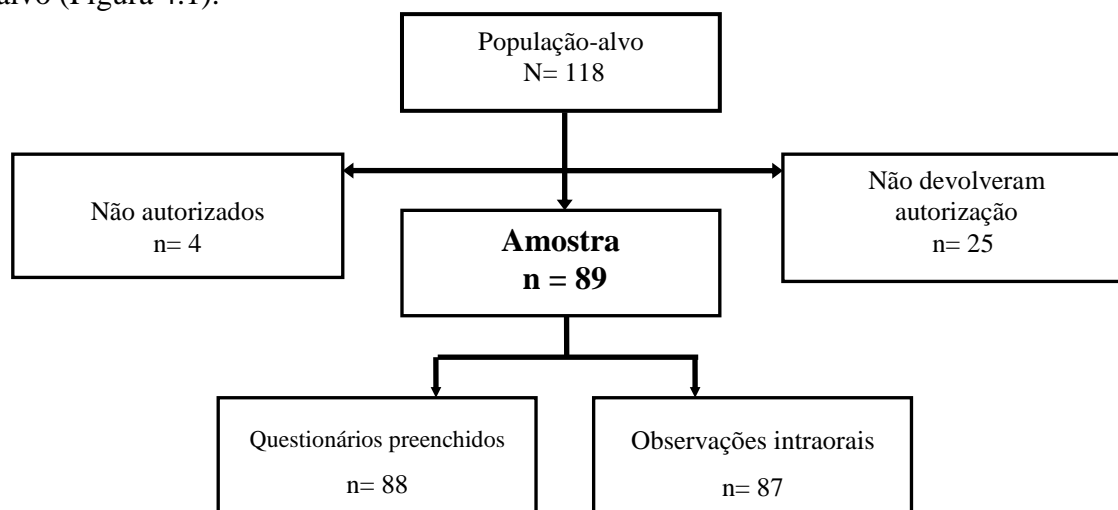 alvo (Figura 4.1).
População-alvo
N= 118
Não autorizados
n= 4
Não devolveram
autorização
n= 25
Amostra
n = 89
Questionários preenchidos
n= 88
Observações intraorais
n= 87